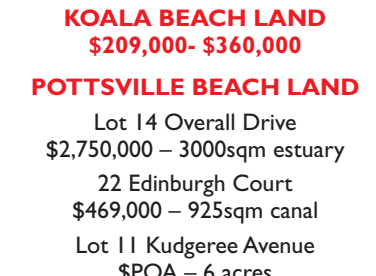 KOALA BEACH LAND
$209,000- $360,000
POTTSVILLE BEACH LAND
Lot 14 Overall Drive
$2,750,000 – 3000sqm estuary
22 Edinburgh Court
$469,000 – 925sqm canal
Lot 11 Kudgeree Avenue
$POA – 6 acres